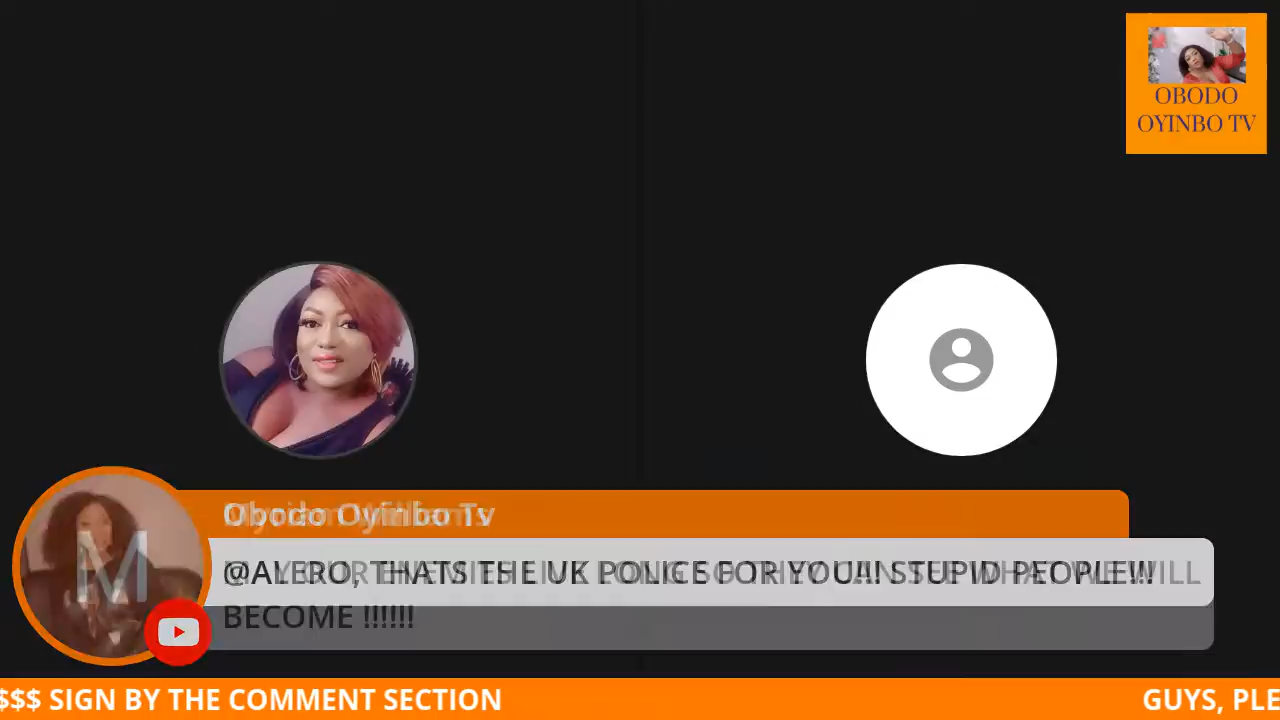 OBODO
OYINBO TV
Obodo Oyinbo Tv
@ALERO, THATS THE UK POLICE FOR YOU!!! STUPID PEOPLE!!!
BECOME !!!!!!
$$$ SIGN BY THE COMMENT SECTION
GUYS, PLE